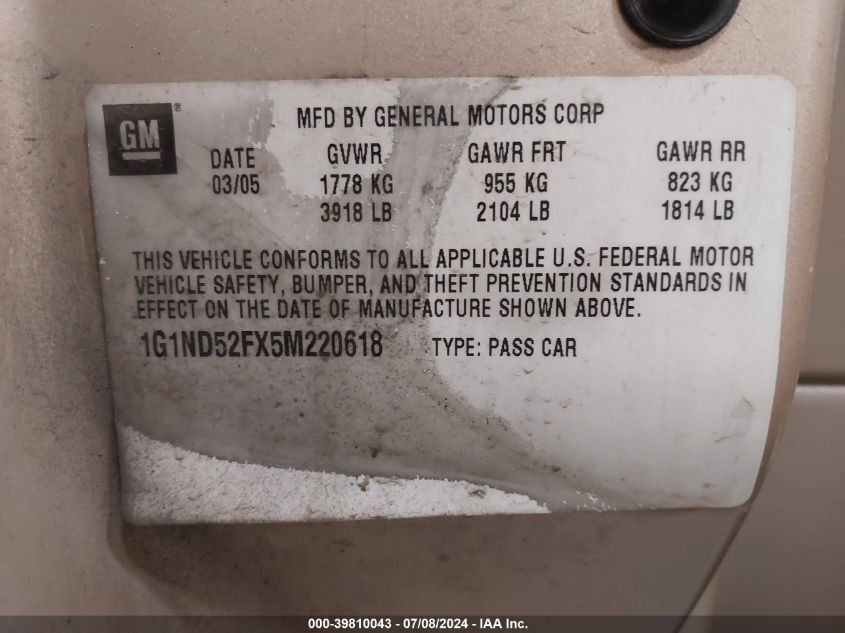 GM ®
MFD BY GENERAL MOTORS CORP
DATE GVWR GAWR FRT GAWR RR
03/05 1778 KG 955 KG 823 KG
3918 LB 2104 LB 1814 LB
THIS VEHICLE CONFORMS TO ALL APPLICABLE U.S. FEDERAL MOTOR
VEHICLE SAFETY, BUMPER, AND THEFT PREVENTION STANDARDS IN
EFFECT ON THE DATE OF MANUFACTURE SHOWN ABOVE.
1G1ND52FX5M220618 TYPE: PASS CAR
000-39810043 - 07/08/2024 - IAA Inc.